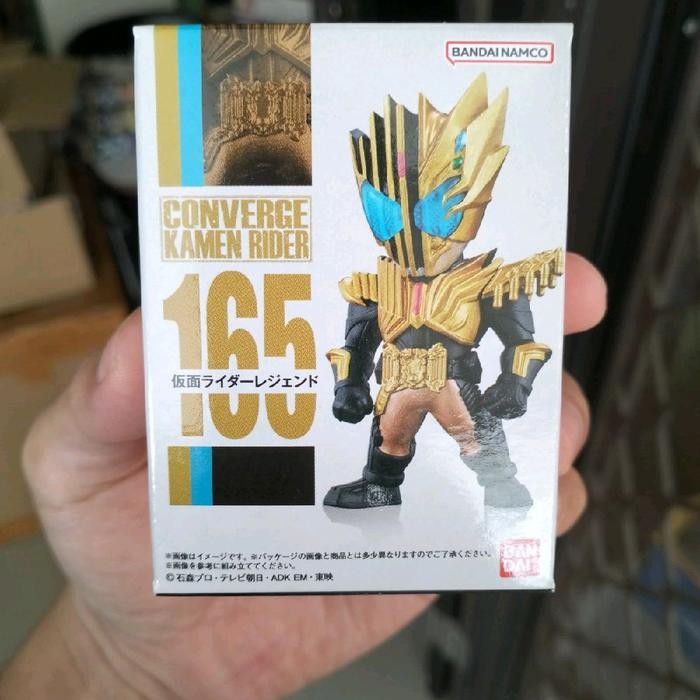 BANDAI NAMCO
CONVERGE
KAMEN RIDER
165
仮面ライダーレジェンド
※画像はイメージです。※パッケージの画像と商品とは多少異なりますのでご了承ください。
※画像を参考に組み立ててください。
©石森プロ・テレビ朝日・ADK EM・東映
BAN
DAI